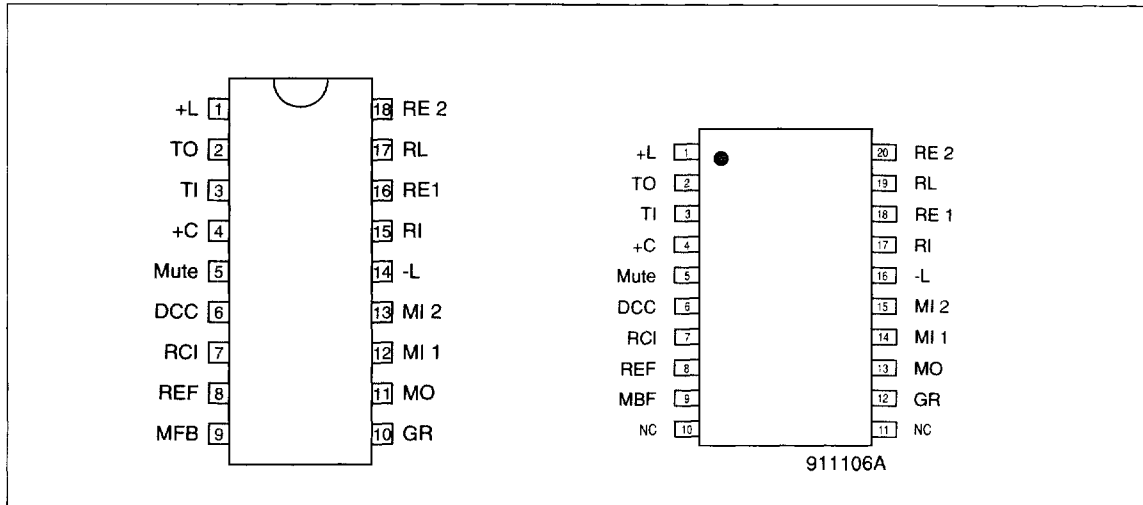 +L 1 18 RE 2
TO 2 17 RL
TI 3 16 RE1
+C 4 15 RI
Mute 5 14 -L
DCC 6 13 MI 2
RCI 7 12 MI 1
REF 8 11 MO
MFB 9 10 GR
+L 1 20 RE 2
TO 2 19 RL
TI 3 18 RE 1
+C 4 17 RI
Mute 5 16 -L
DCC 6 15 MI 2
RCI 7 14 MI 1
REF 8 13 MO
MBF 9 12 GR
NC 10 11 NC
911106A